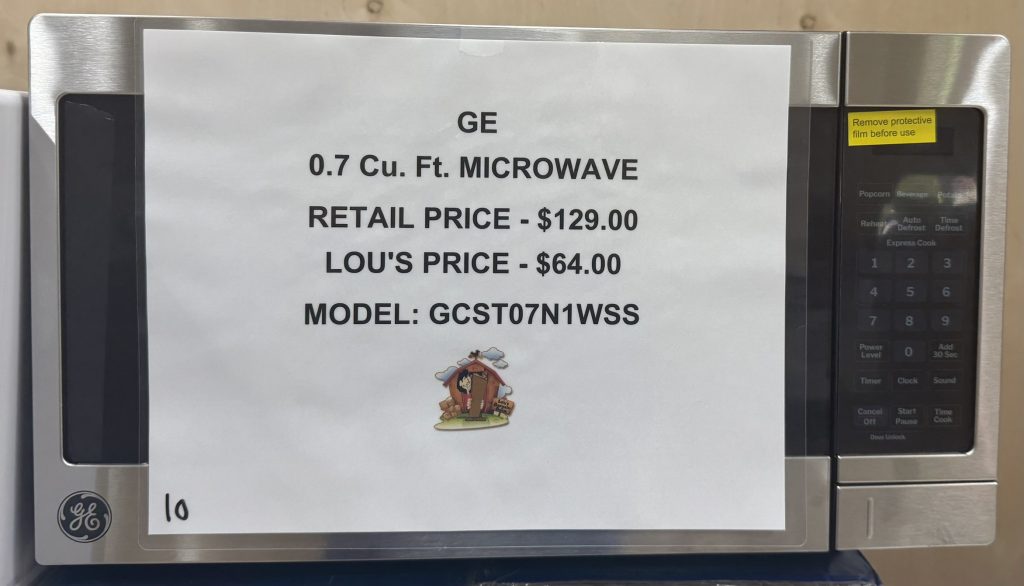 GE
0.7 Cu. Ft. MICROWAVE
RETAIL PRICE - $129.00
LOU'S PRICE - $64.00
MODEL: GCST07N1WSS
10
GE
Remove protective
film before use
Popcorn Beverage Potato
Reheat Auto Defrost Time Defrost
Express Cook
1 2 3
4 5 6
7 8 9
Power Level 0 Add 30 Sec
Timer Clock Sound
Cancel Off Start Pause Time Cook
Door Unlock